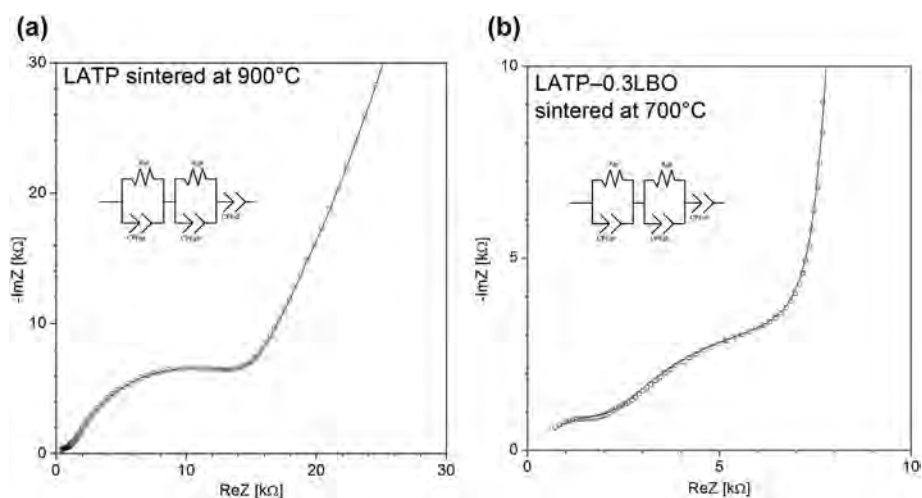 (a)
LATP sintered at 900°C
30
20
10
0
-ImZ [kΩ]
0
10
20
30
ReZ [kΩ]
(b)
LATP–0.3LBO
sintered at 700°C
10
5
0
-ImZ [kΩ]
0
5
10
ReZ [kΩ]